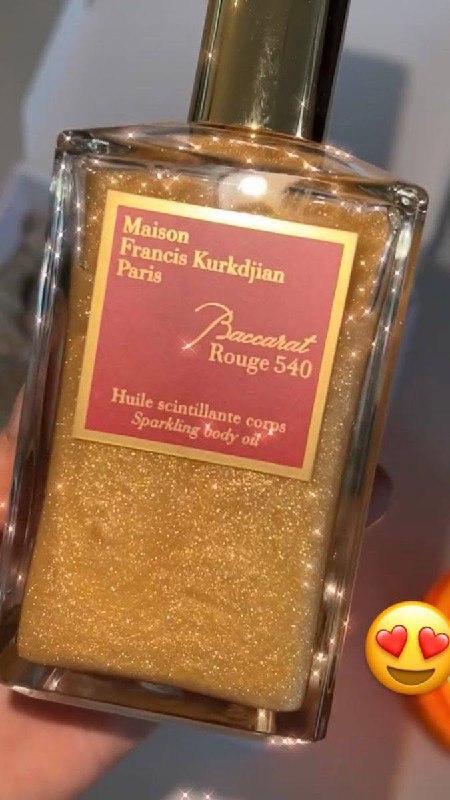 Maison
Francis Kurkdjian
Paris
Baccarat
Rouge 540
Huile scintillante corps
Sparkling body oil